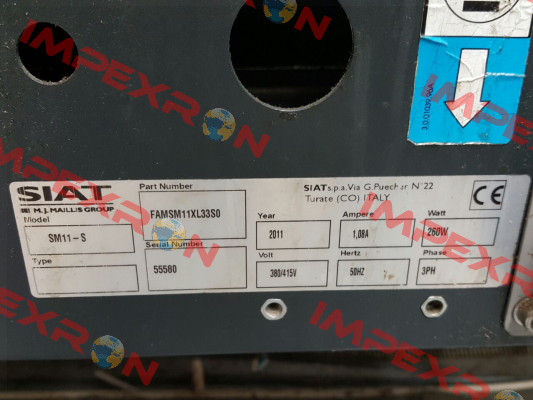 SIAT
M.J. MAILLIS GROUP
Model
SM11-S
Type
Part Number
FAMSM11XL33S0
Serial Number
55580
SIAT s.p.a. Via G.Puecher N°22
Turate (CO) ITALY
CE
Year
2011
Ampere
1,08A
Watt
260W
Volt
380/415V
Hertz
50HZ
Phase
3PH
IMPEXRON